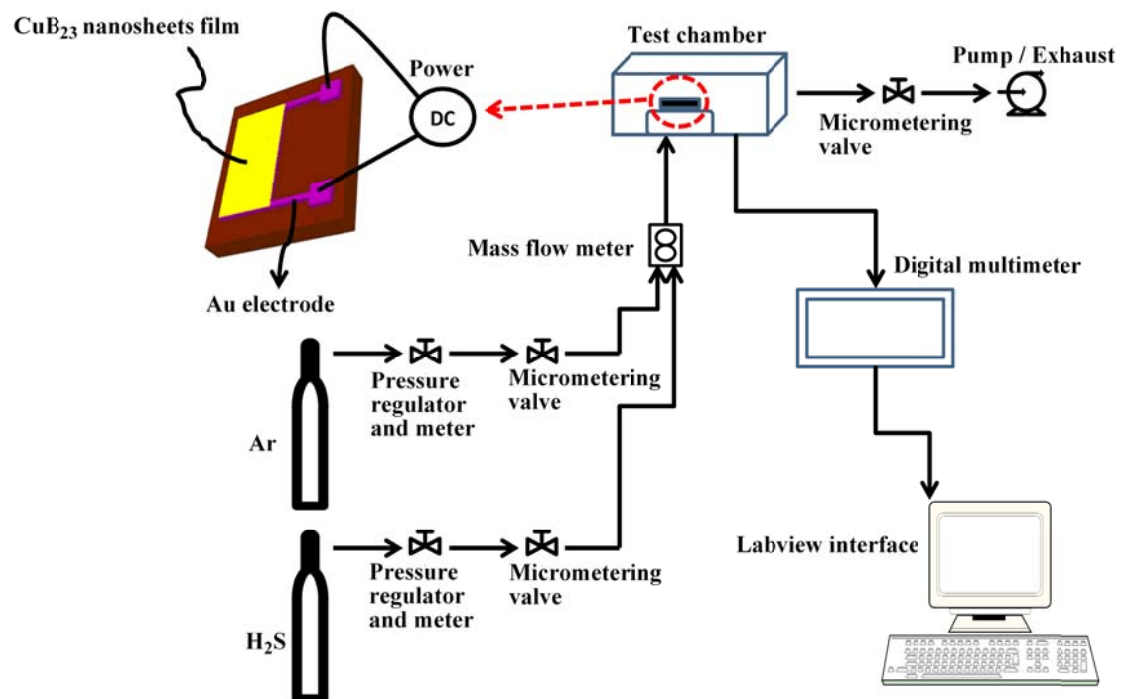 CuB₂₃ nanosheets film
Power
DC
Au electrode
Test chamber
Pump / Exhaust
Micrometering
valve
Mass flow meter
Digital multimeter
Ar
Pressure
regulator
and meter
Micrometering
valve
H₂S
Pressure
regulator
and meter
Micrometering
valve
Labview interface